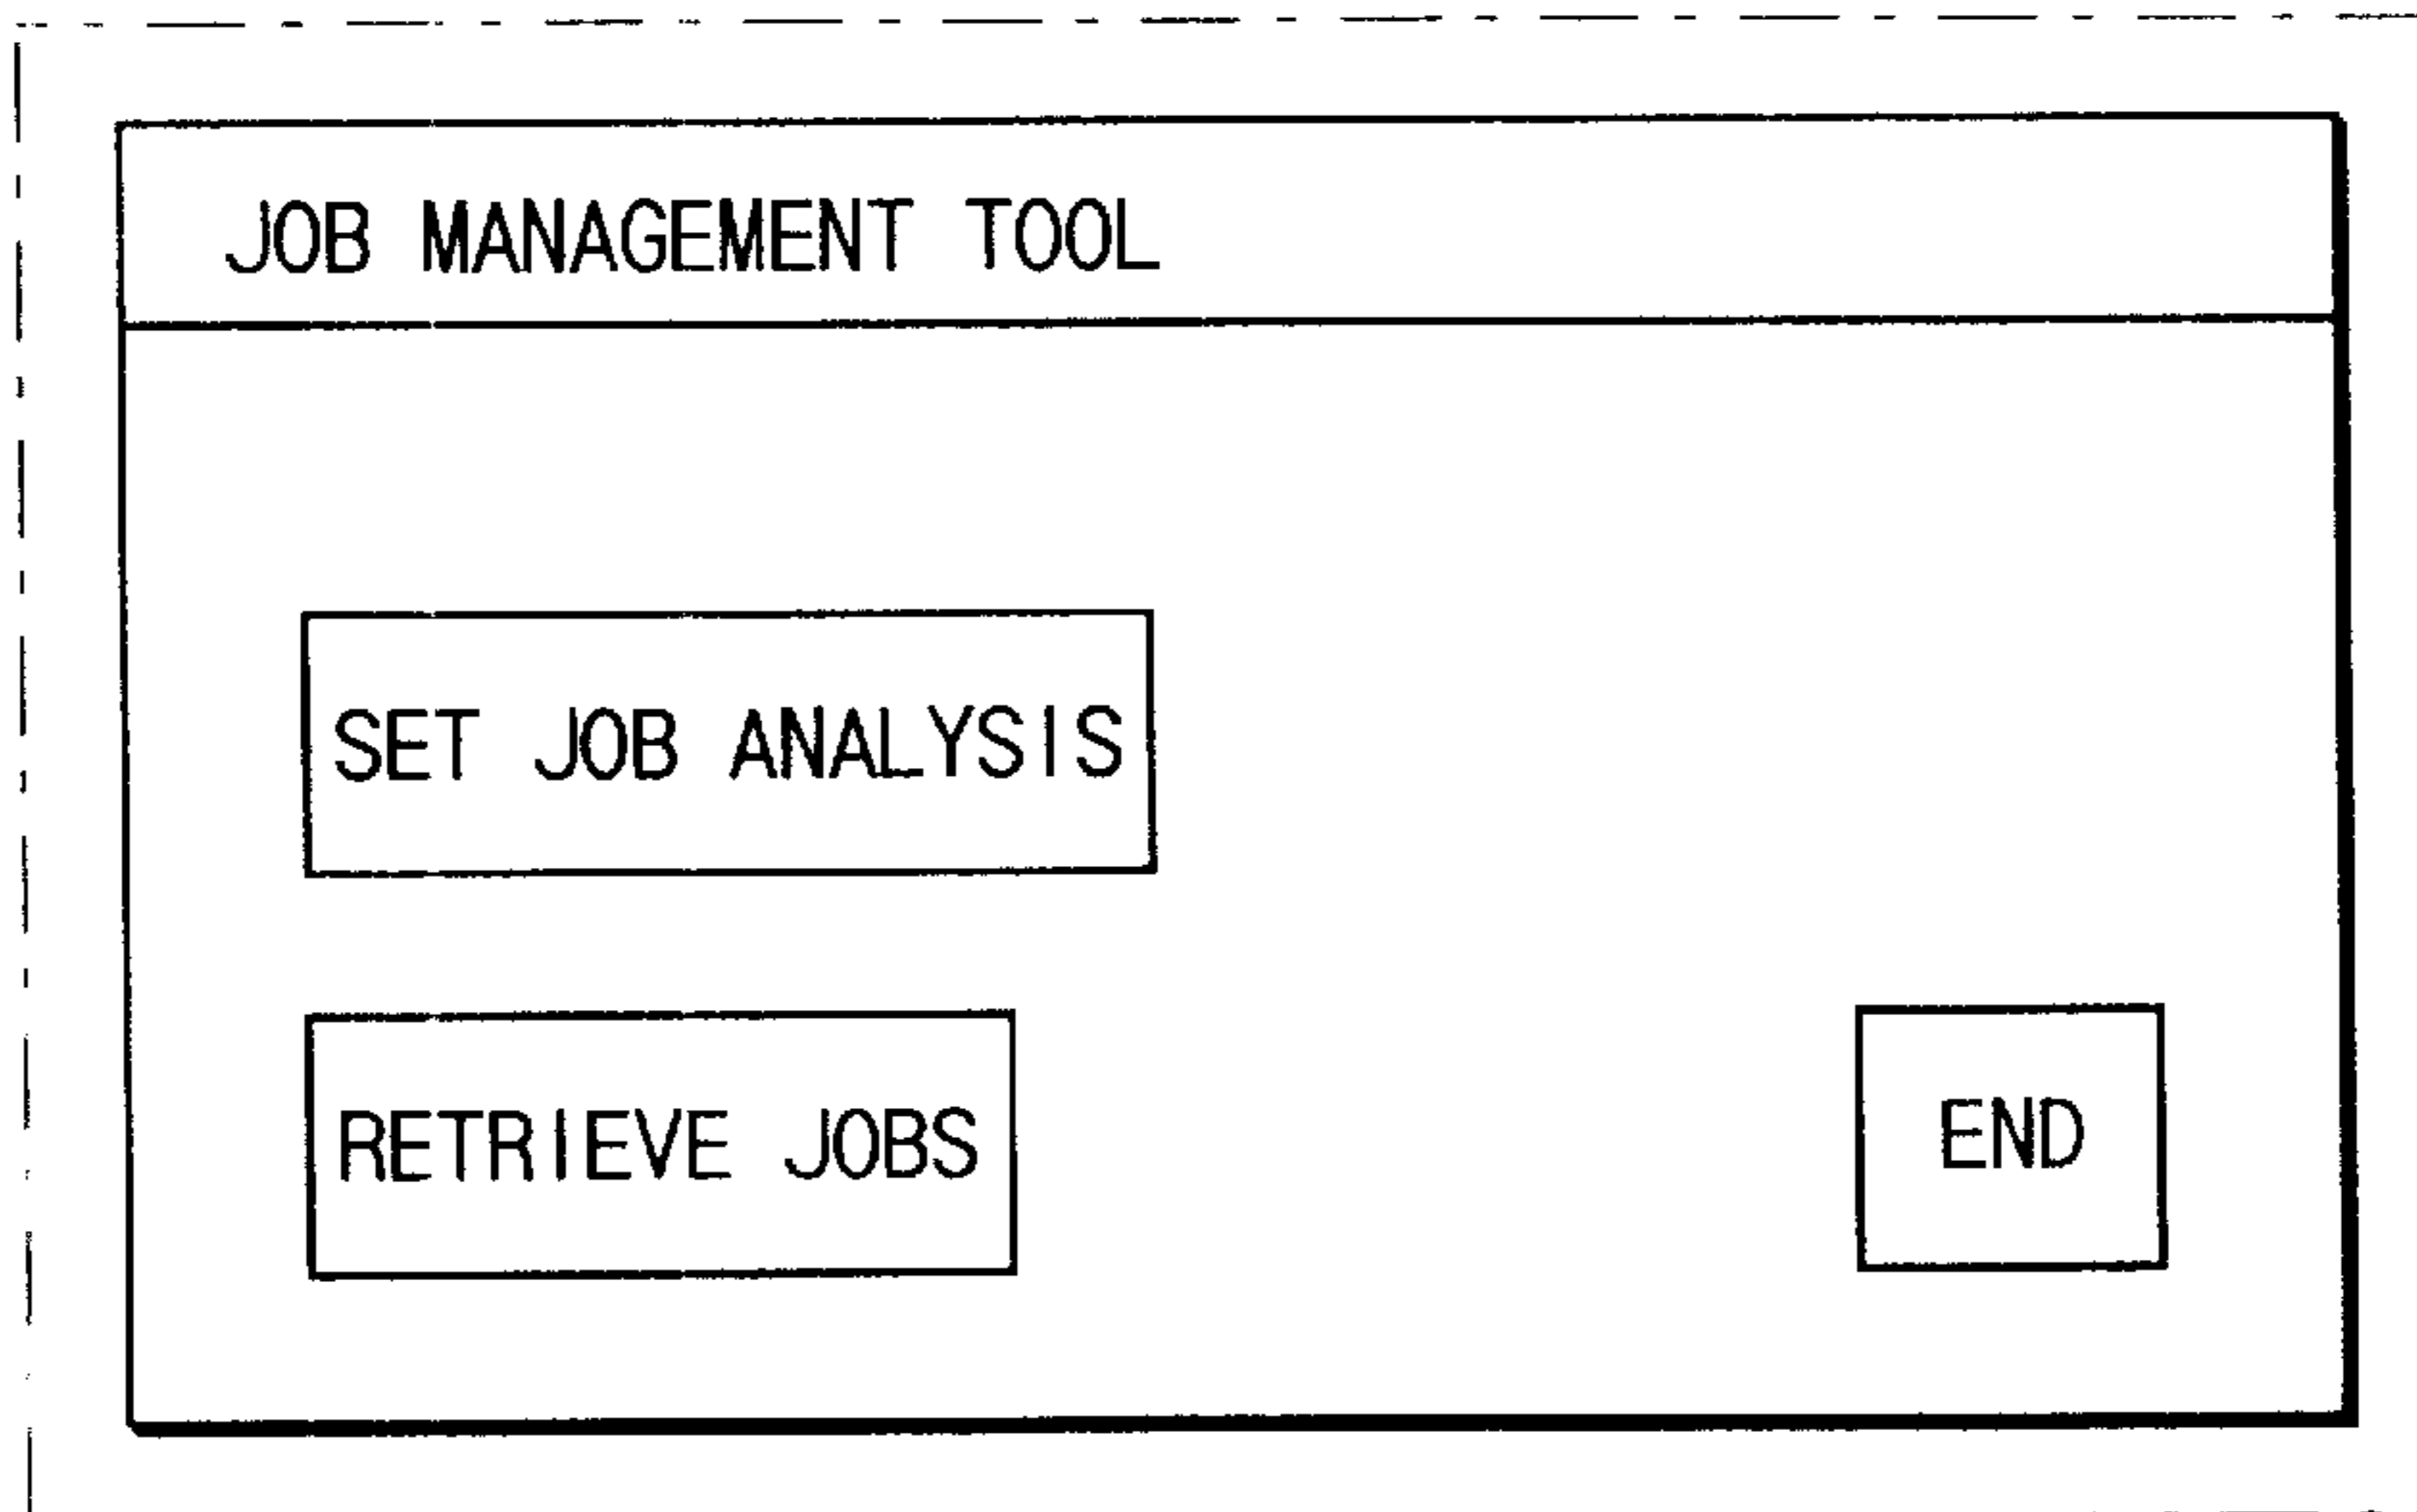 JOB MANAGEMENT TOOL
SET JOB ANALYSIS
RETRIEVE JOBS
END